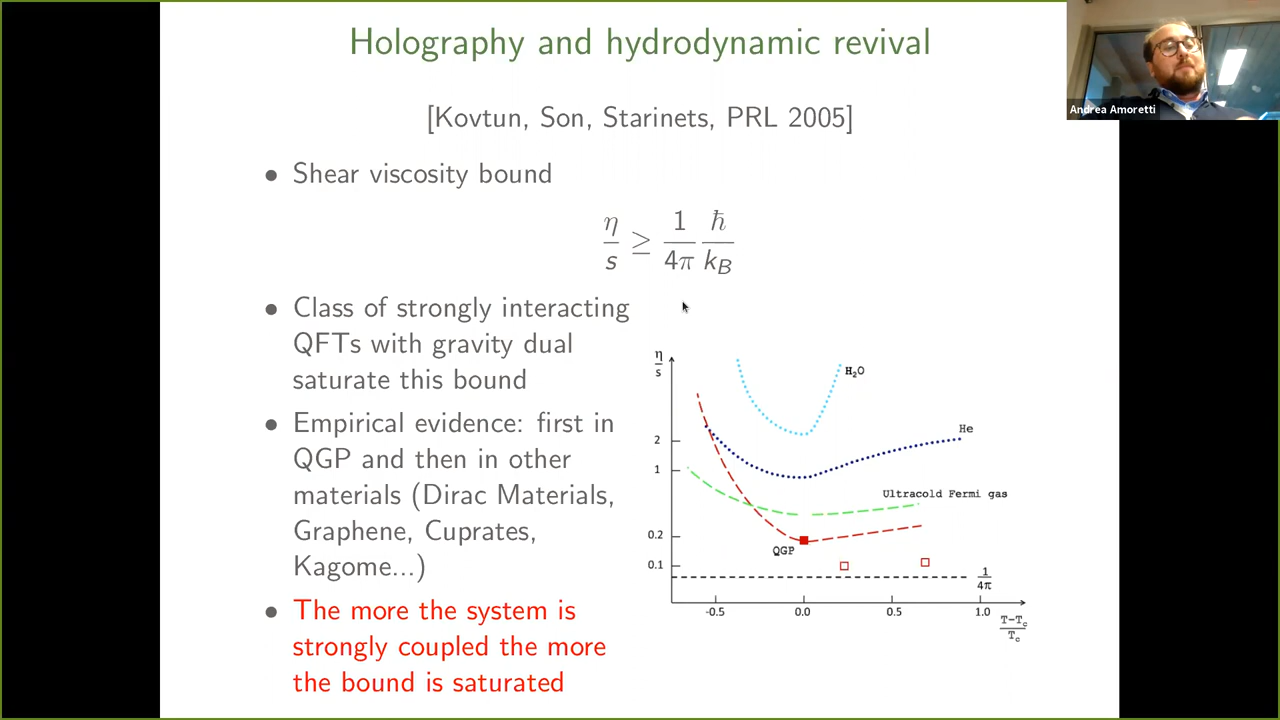 Holography and hydrodynamic revival
Andrea Amoretti
[Kovtun, Son, Starinets, PRL 2005]
• Shear viscosity bound
η/s ≥ 1/4π ħ/k_B
• Class of strongly interacting
QFTs with gravity dual
saturate this bound
• Empirical evidence: first in
QGP and then in other
materials (Dirac Materials,
Graphene, Cuprates,
Kagome...)
• The more the system is
strongly coupled the more
the bound is saturated
η/s
H₂O
He
2
1
Ultracold Fermi gas
0.2
QGP
0.1
1/4π
-0.5 0.0 0.5 1.0
T-T_c/T_c